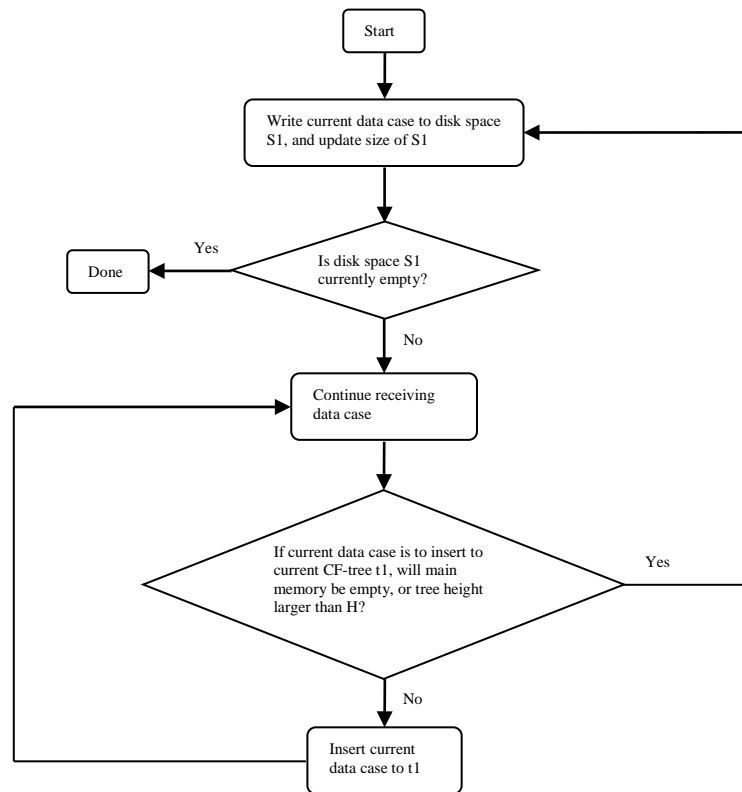 Start
Write current data case to disk space
S1, and update size of S1
Yes
Is disk space S1
currently empty?
Done
No
Continue receiving
data case
If current data case is to insert to
current CF-tree t1, will main
memory be empty, or tree height
larger than H?
Yes
No
Insert current
data case to t1